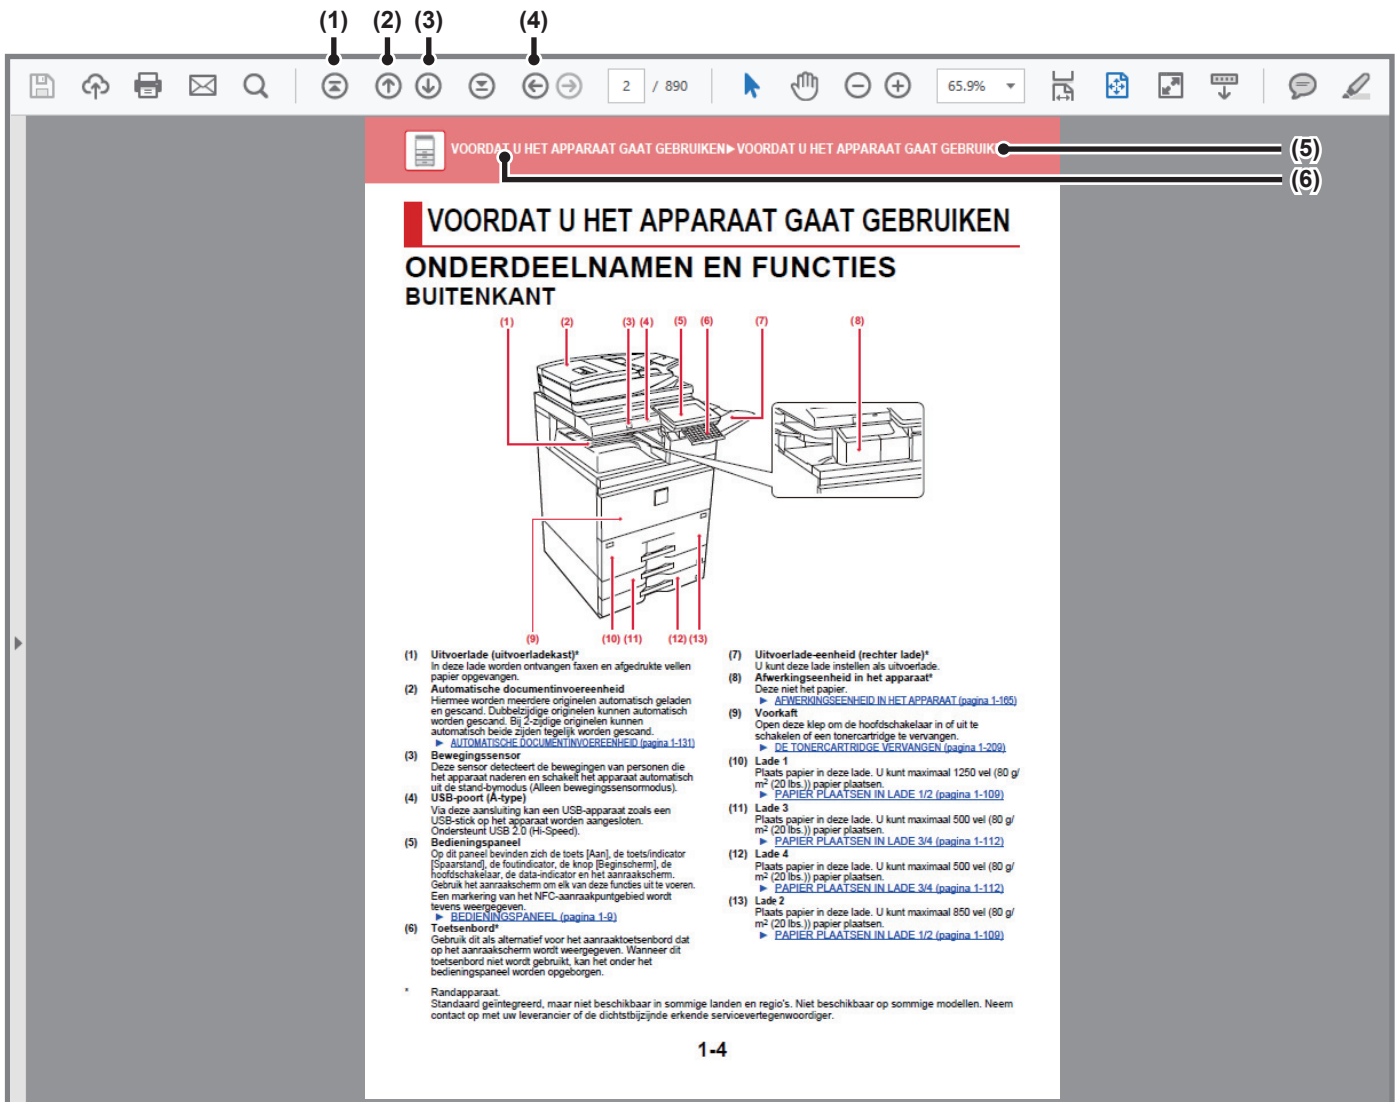 (1) (2) (3) (4)
2 / 890 65.9%
VOORDAT U HET APPARAAT GAAT GEBRUIKEN►VOORDAT U HET APPARAAT GAAT GEBRUIK
(5)
(6)
VOORDAT U HET APPARAAT GAAT GEBRUIKEN
ONDERDEELNAMEN EN FUNCTIES
BUITENKANT
(1) (2) (3) (4) (5) (6) (7) (8)
(9) (10) (11) (12) (13)
(1) Uitvoerlade (uitvoerladekast)*
In deze lade worden ontvangen faxen en afgedrukte vellen
papier opgevangen.
(2) Automatische documentinvoereenheid
Hiermee worden meerdere originelen automatisch geladen
en gescand. Dubbelzijdige originelen kunnen automatisch
worden gescand. Bij 2-zijdige originelen kunnen
automatisch beide zijden tegelijk worden gescand.
► AUTOMATISCHE DOCUMENTINVOEREENHEID (pagina 1-131)
(3) Bewegingssensor
Deze sensor detecteert de bewegingen van personen die
het apparaat naderen en schakelt het apparaat automatisch
uit de stand-bymodus (Alleen bewegingssensormodus).
(4) USB-poort (A-type)
Via deze aansluiting kan een USB-apparaat zoals een
USB-stick op het apparaat worden aangesloten.
Ondersteunt USB 2.0 (Hi-Speed).
(5) Bedieningspaneel
Op dit paneel bevinden zich de toets [Aan], de toets/indicator
[Spaarstand], de foutindicator, de knop [Beginscherm], de
hoofdschakelaar, de data-indicator en het aanraakscherm.
Gebruik het aanraakscherm om elk van deze functies uit te voeren.
Een markering van het NFC-aanraakpuntgebied wordt
tevens weergegeven.
► BEDIENINGSPANEEL (pagina 1-9)
(6) Toetsenbord*
Gebruik dit als alternatief voor het aanraaktoetsenbord dat
op het aanraakscherm wordt weergegeven. Wanneer dit
toetsenbord niet wordt gebruikt, kan het onder het
bedieningspaneel worden opgeborgen.
(7) Uitvoerlade-eenheid (rechter lade)*
U kunt deze lade instellen als uitvoerlade.
(8) Afwerkingseenheid in het apparaat*
Deze niet het papier.
► AFWERKINGSEENHEID IN HET APPARAAT (pagina 1-165)
(9) Voorkaft
Open deze klep om de hoofdschakelaar in of uit te
schakelen of een tonercartridge te vervangen.
► DE TONERCARTRIDGE VERVANGEN (pagina 1-209)
(10) Lade 1
Plaats papier in deze lade. U kunt maximaal 1250 vel (80 g/
m² (20 lbs.)) papier plaatsen.
► PAPIER PLAATSEN IN LADE 1/2 (pagina 1-109)
(11) Lade 3
Plaats papier in deze lade. U kunt maximaal 500 vel (80 g/
m² (20 lbs.)) papier plaatsen.
► PAPIER PLAATSEN IN LADE 3/4 (pagina 1-112)
(12) Lade 4
Plaats papier in deze lade. U kunt maximaal 500 vel (80 g/
m² (20 lbs.)) papier plaatsen.
► PAPIER PLAATSEN IN LADE 3/4 (pagina 1-112)
(13) Lade 2
Plaats papier in deze lade. U kunt maximaal 850 vel (80 g/
m² (20 lbs.)) papier plaatsen.
► PAPIER PLAATSEN IN LADE 1/2 (pagina 1-109)
* Randapparaat.
Standaard geïntegreerd, maar niet beschikbaar in sommige landen en regio's. Niet beschikbaar op sommige modellen. Neem
contact op met uw leverancier of de dichtstbijzijnde erkende servicevertegenwoordiger.
1-4